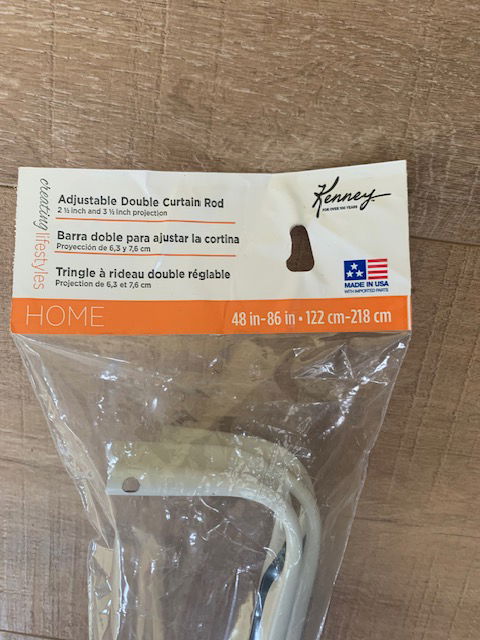 creating lifestyles
Adjustable Double Curtain Rod
2 ½ inch and 3 ½ inch projection
Barra doble para ajustar la cortina
Proyección de 6,3 y 7,6 cm
Tringle à rideau double réglable
Projection de 6,3 et 7,6 cm
Kenney
FOR OVER 100 YEARS
MADE IN USA
WITH IMPORTED PARTS
HOME
48 in-86 in • 122 cm-218 cm